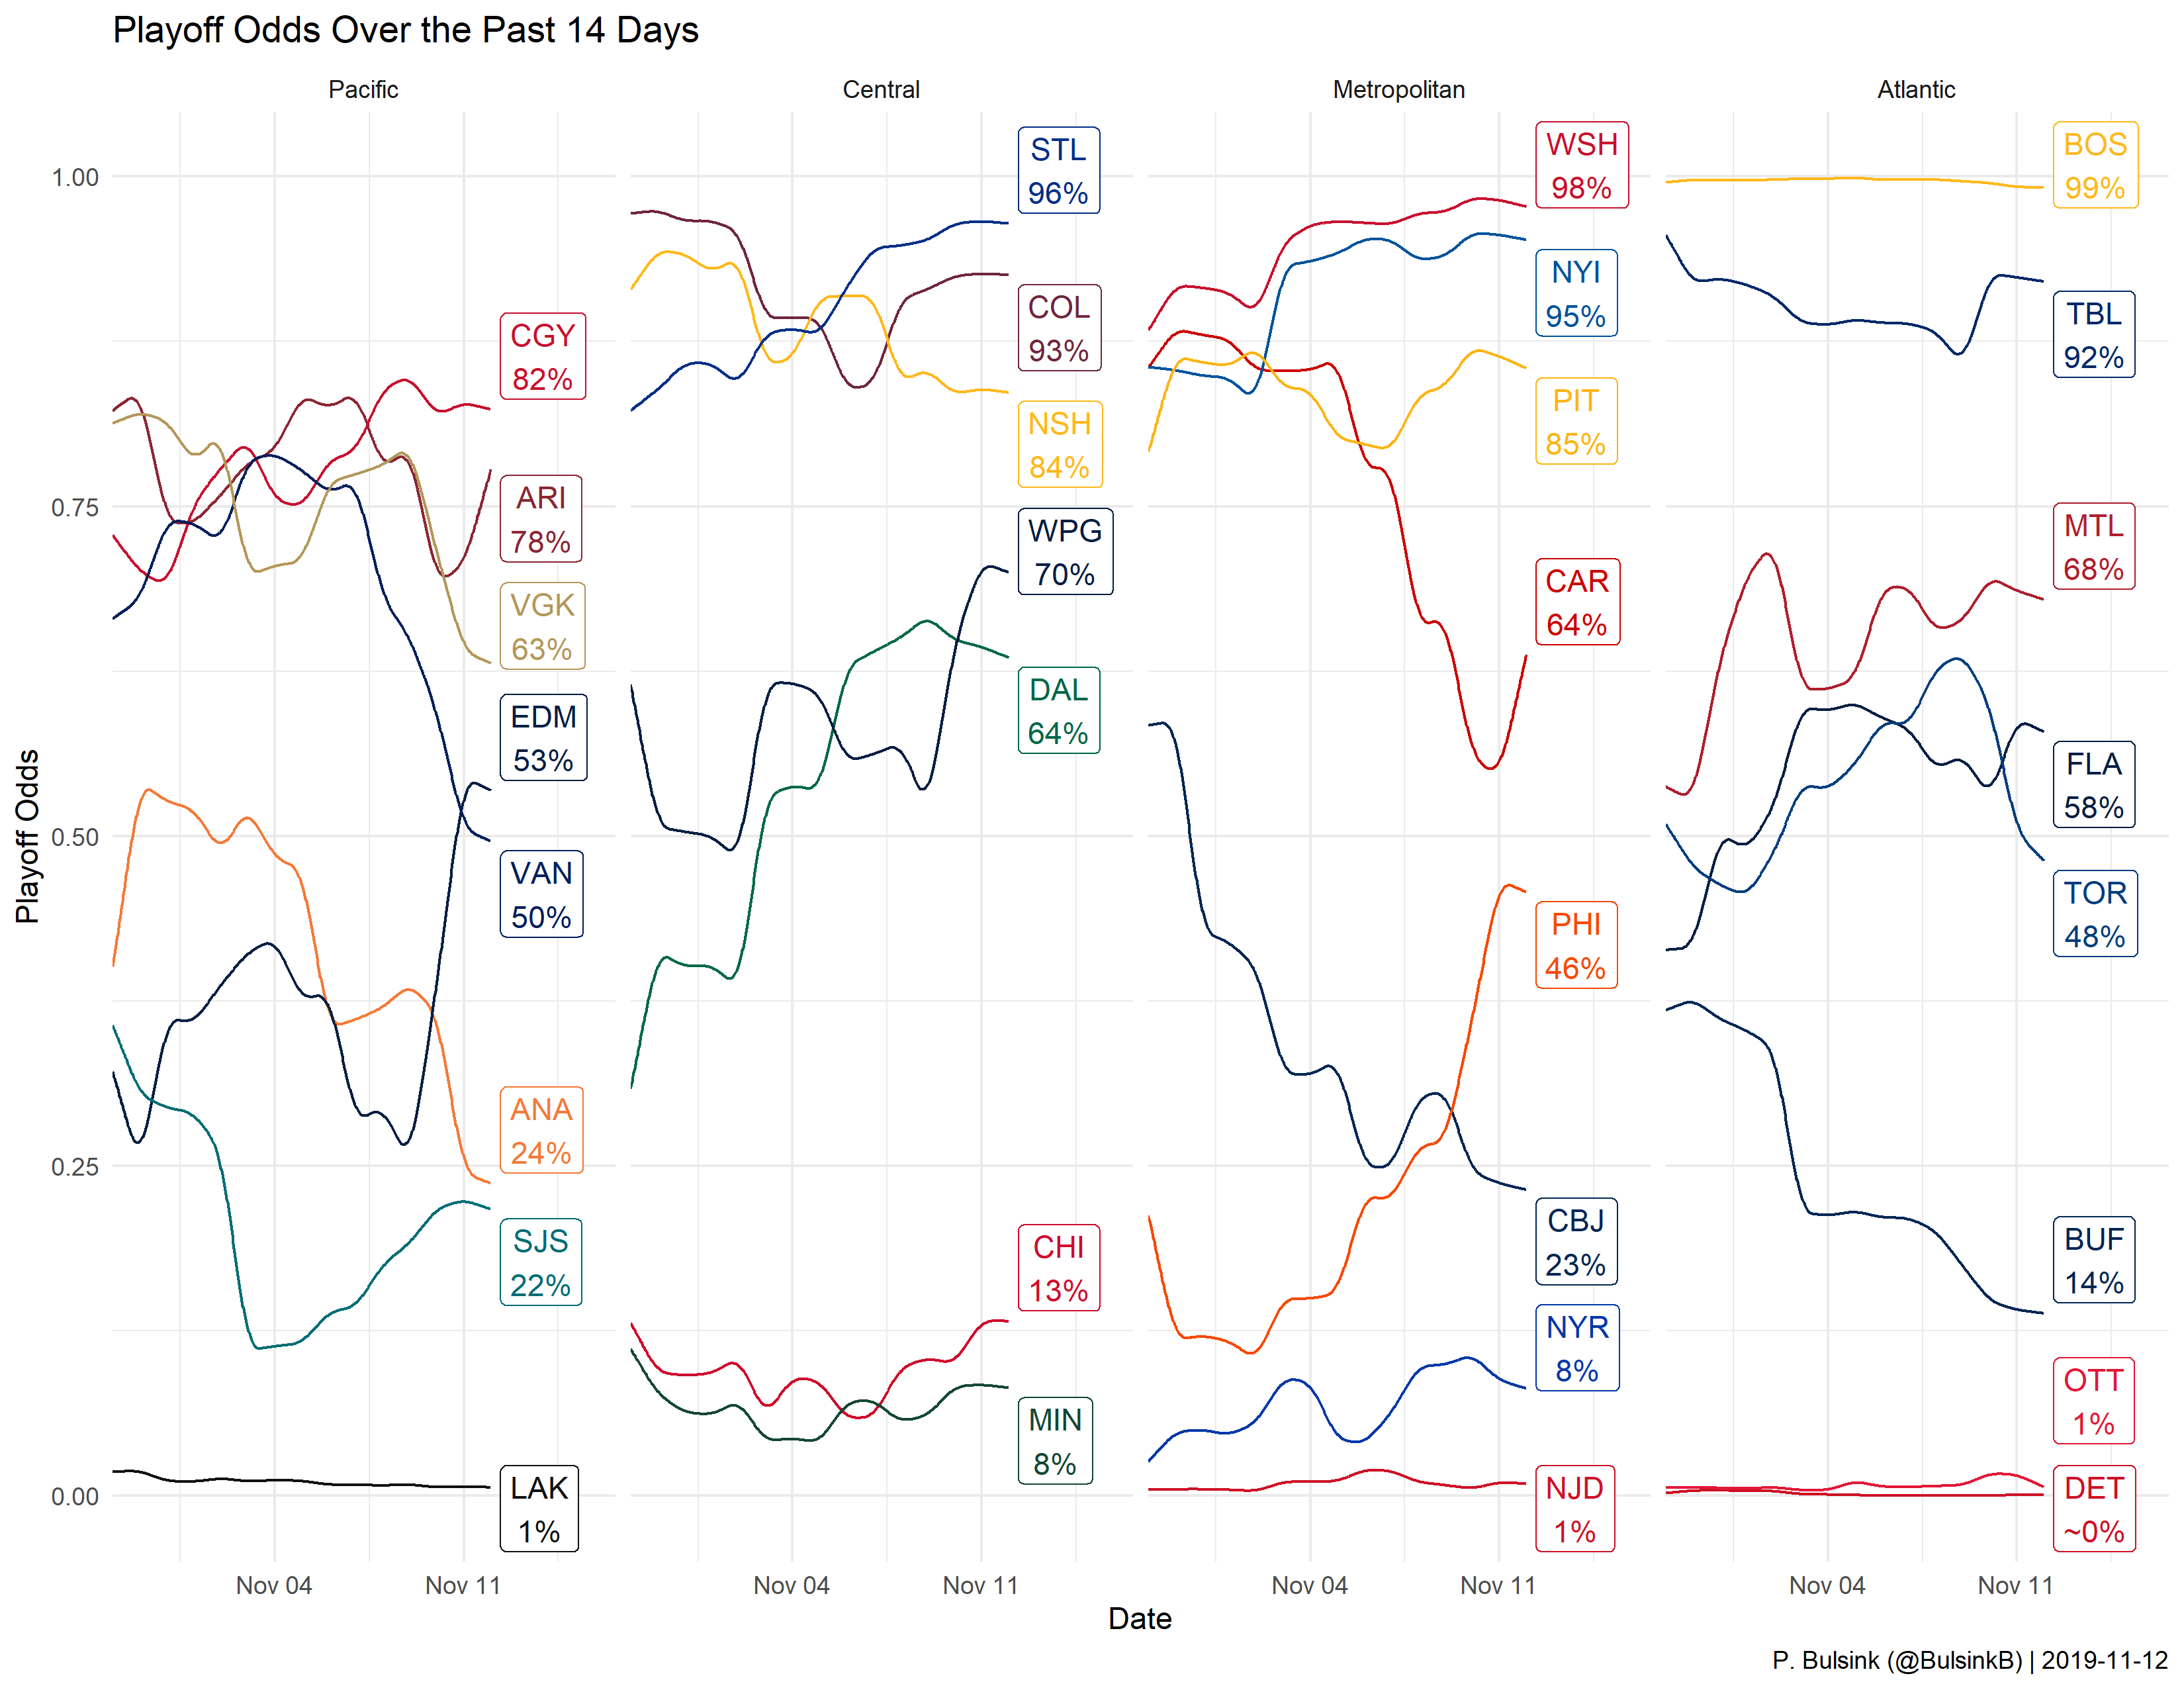 Playoff Odds Over the Past 14 Days
Pacific
Central
Metropolitan
Atlantic
Playoff Odds
1.00
0.75
0.50
0.25
0.00
CGY
82%
ARI
78%
VGK
63%
EDM
53%
VAN
50%
ANA
24%
SJS
22%
LAK
1%
STL
96%
COL
93%
NSH
84%
WPG
70%
DAL
64%
CHI
13%
MIN
8%
WSH
98%
NYI
95%
PIT
85%
CAR
64%
PHI
46%
CBJ
23%
NYR
8%
NJD
1%
BOS
99%
TBL
92%
MTL
68%
FLA
58%
TOR
48%
BUF
14%
OTT
1%
DET
~0%
Nov 04
Nov 11
Nov 04
Nov 11
Nov 04
Nov 11
Nov 04
Nov 11
Date
P. Bulsink (@BulsinkB) | 2019-11-12